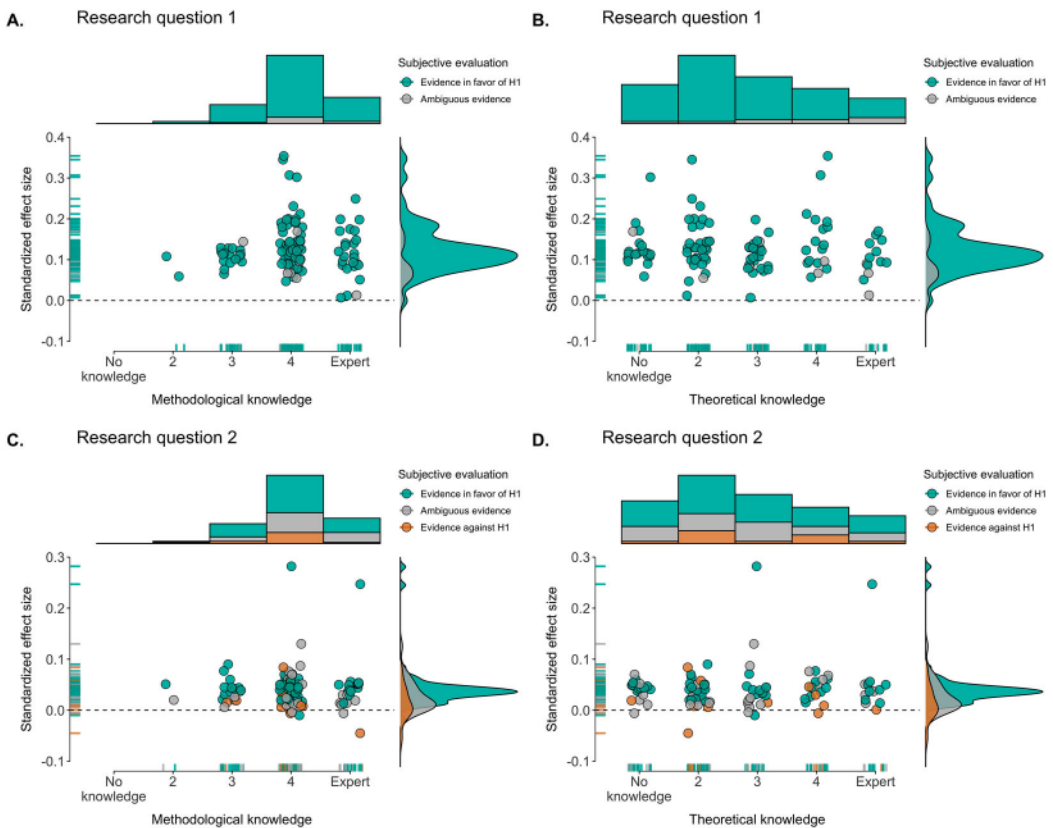 A. Research question 1
Subjective evaluation
Evidence in favor of H1
Ambiguous evidence
0.4
0.3
0.2
0.1
0.0
-0.1
Standardized effect size
No knowledge 2 3 4 Expert
Methodological knowledge
B. Research question 1
Subjective evaluation
Evidence in favor of H1
Ambiguous evidence
0.4
0.3
0.2
0.1
0.0
-0.1
Standardized effect size
No knowledge 2 3 4 Expert
Theoretical knowledge
C. Research question 2
Subjective evaluation
Evidence in favor of H1
Ambiguous evidence
Evidence against H1
0.3
0.2
0.1
0.0
-0.1
Standardized effect size
No knowledge 2 3 4 Expert
Methodological knowledge
D. Research question 2
Subjective evaluation
Evidence in favor of H1
Ambiguous evidence
Evidence against H1
0.3
0.2
0.1
0.0
-0.1
Standardized effect size
No knowledge 2 3 4 Expert
Theoretical knowledge